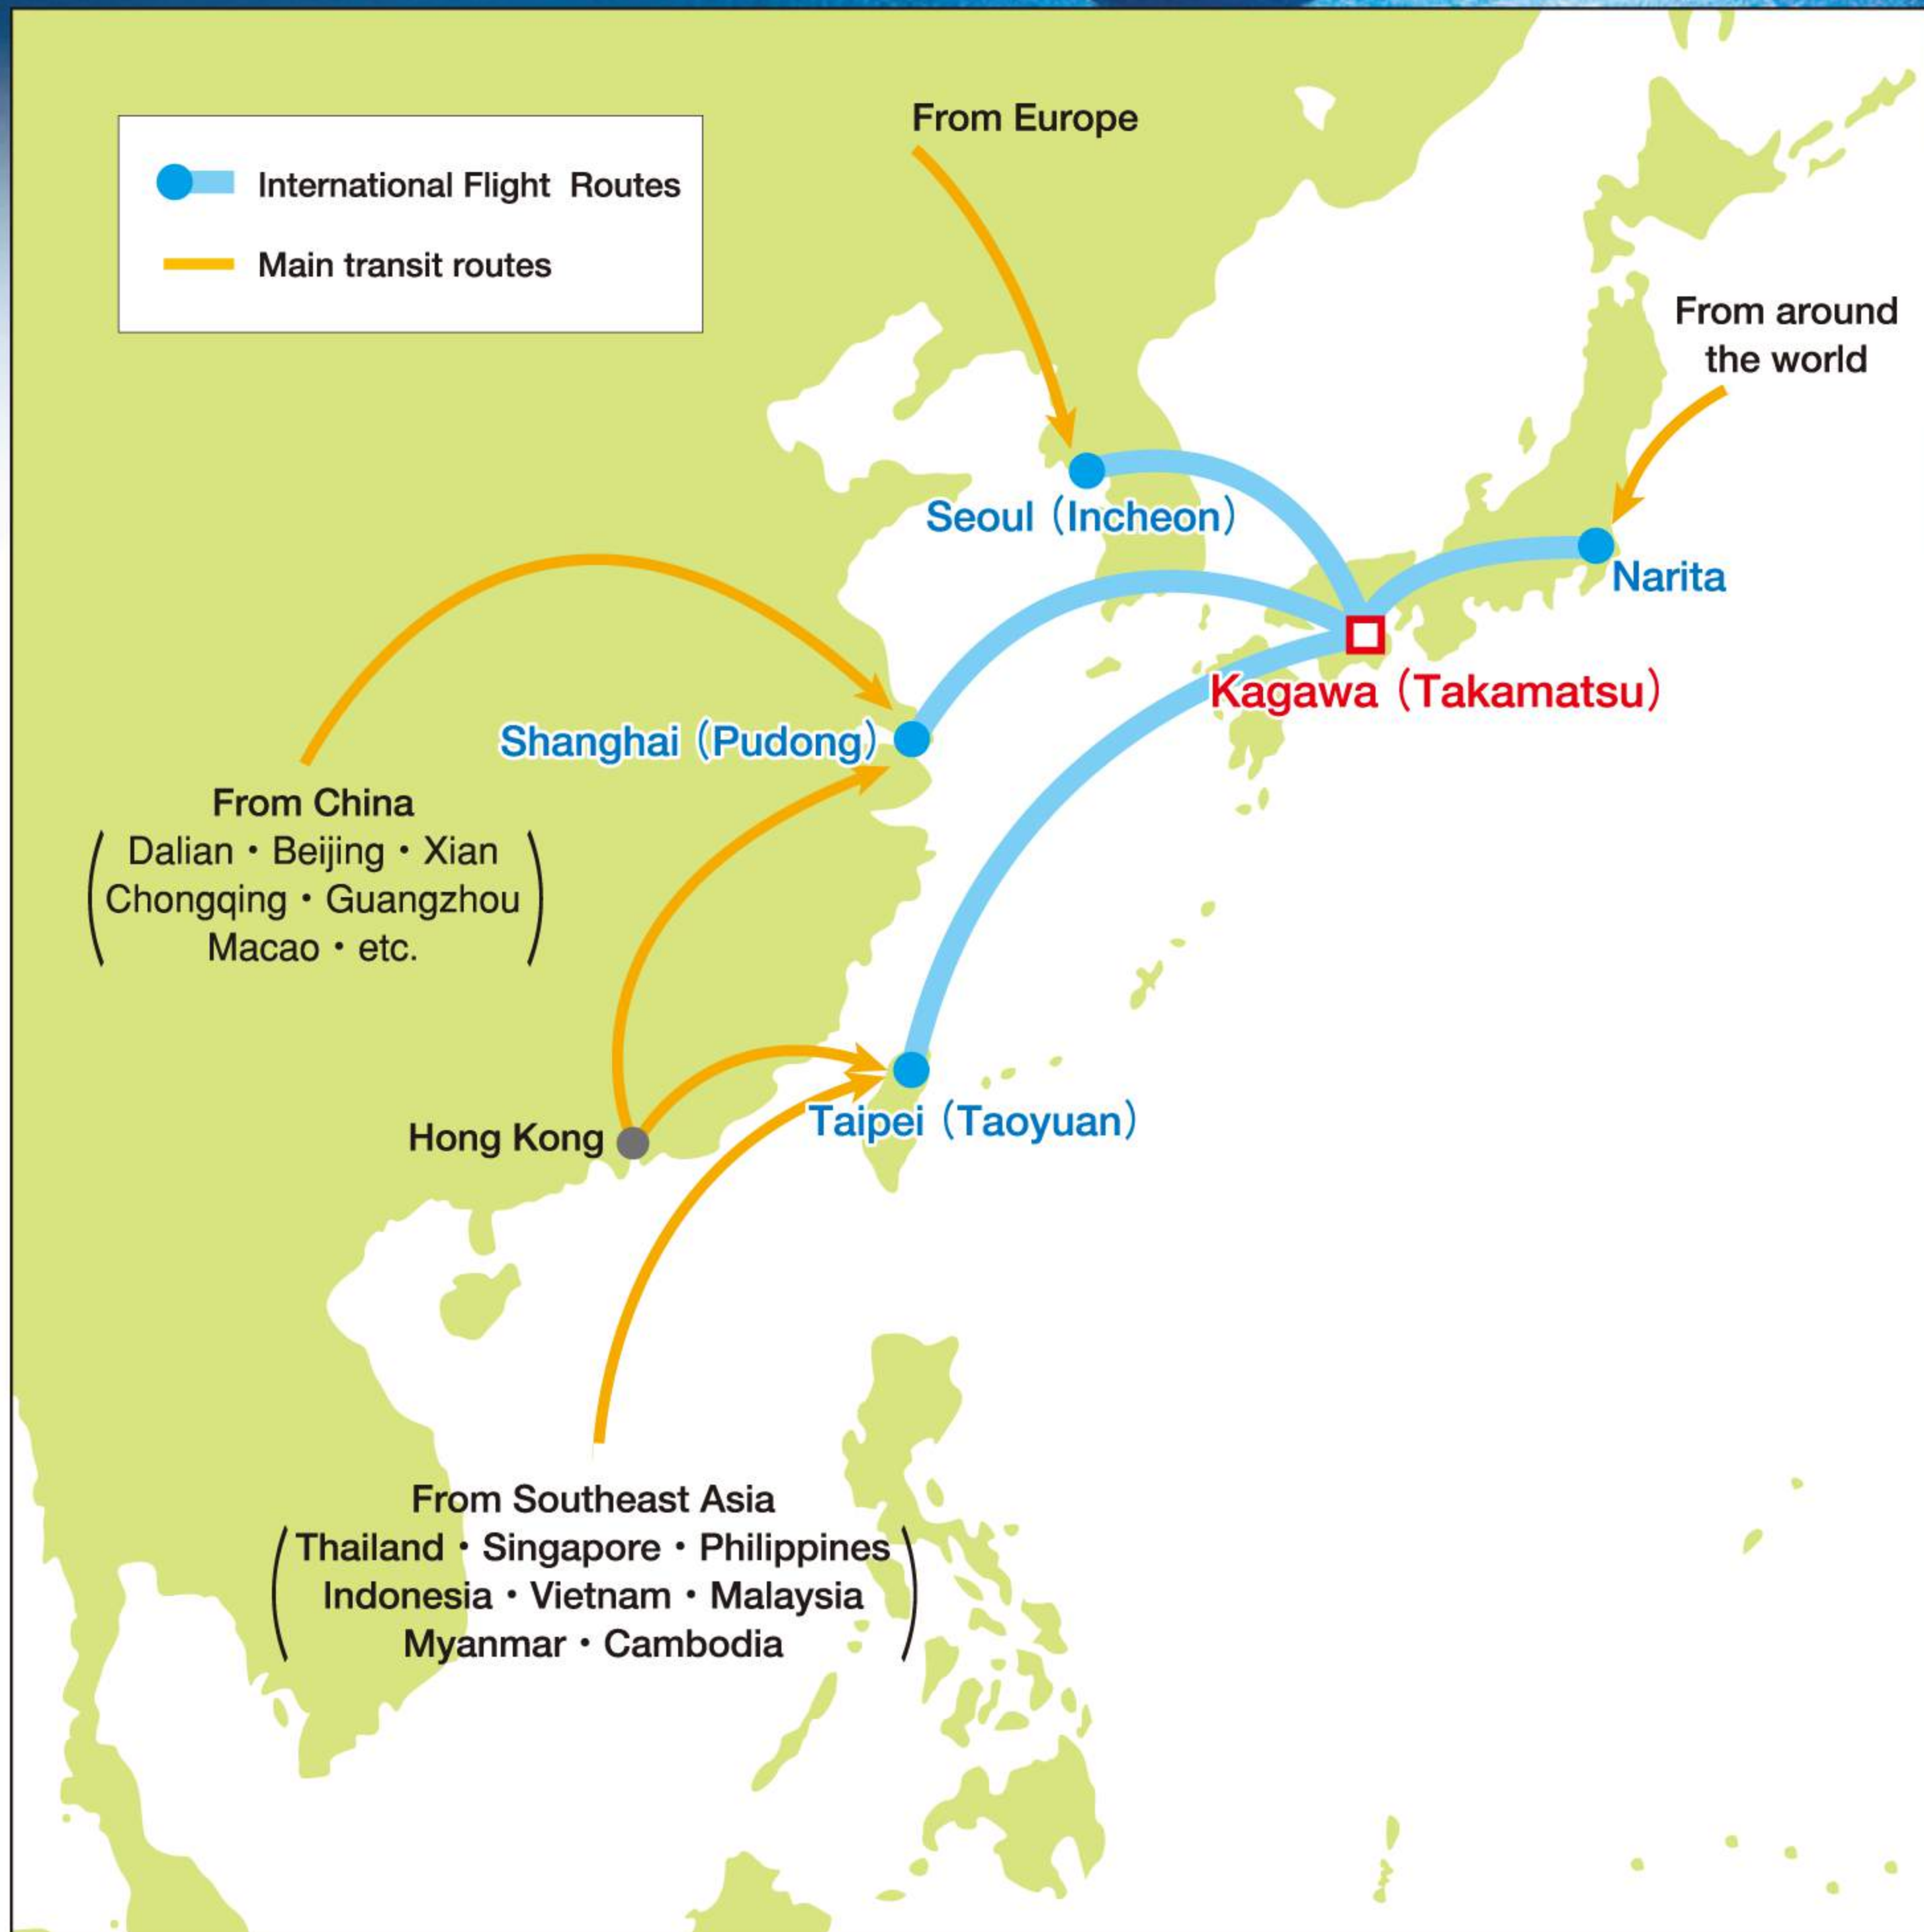 International Flight Routes
Main transit routes
From Europe
From around
the world
Seoul (Incheon)
Narita
Kagawa (Takamatsu)
Shanghai (Pudong)
From China
(Dalian・Beijing・Xian
Chongqing・Guangzhou
Macao・etc.)
Hong Kong
Taipei (Taoyuan)
From Southeast Asia
(Thailand・Singapore・Philippines
Indonesia・Vietnam・Malaysia
Myanmar・Cambodia)